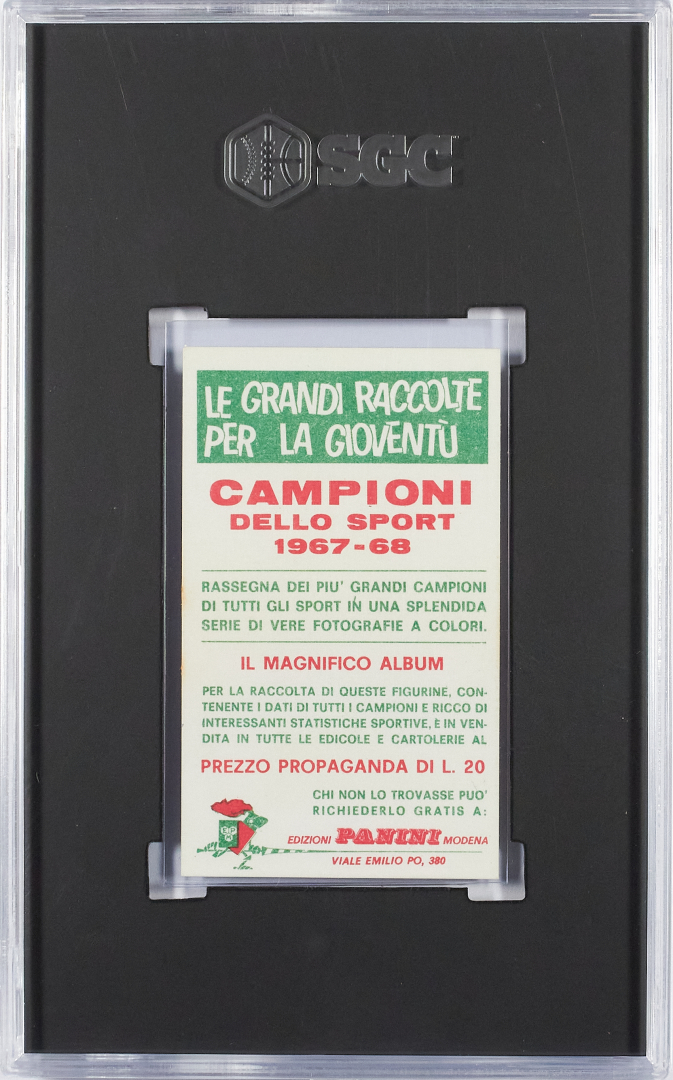 SGC
LE GRANDI RACCOLTE
PER LA GIOVENTÙ
CAMPIONI
DELLO SPORT
1967-68
RASSEGNA DEI PIU' GRANDI CAMPIONI
DI TUTTI GLI SPORT IN UNA SPLENDIDA
SERIE DI VERE FOTOGRAFIE A COLORI.
IL MAGNIFICO ALBUM
PER LA RACCOLTA DI QUESTE FIGURINE, CON-
TENENTE I DATI DI TUTTI I CAMPIONI E RICCO DI
INTERESSANTI STATISTICHE SPORTIVE, È IN VEN-
DITA IN TUTTE LE EDICOLE E CARTOLERIE AL
PREZZO PROPAGANDA DI L. 20
CHI NON LO TROVASSE PUO'
RICHIEDERLO GRATIS A:
EPM
EDIZIONI PANINI MODENA
VIALE EMILIO PO, 380